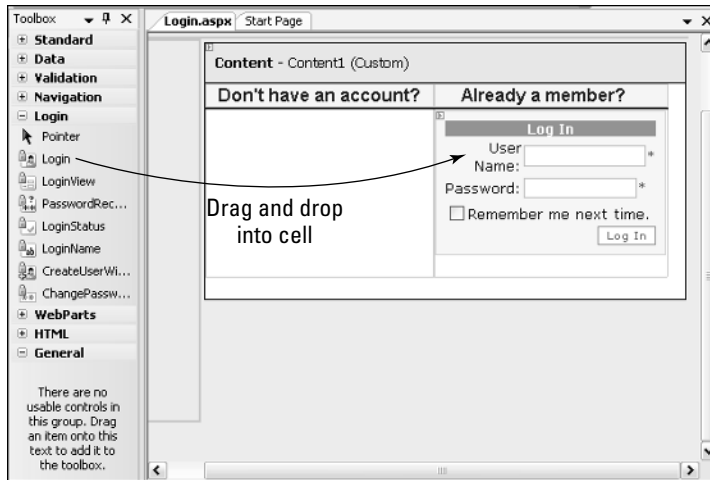 Toolbox
Login.aspx
Start Page
Standard
Data
Validation
Navigation
Login
Pointer
Login
LoginView
PasswordRec...
LoginStatus
LoginName
CreateUserWi...
ChangePassw...
WebParts
HTML
General
There are no
usable controls in
this group. Drag
an item onto this
text to add it to
the toolbox.
Content - Content1 (Custom)
Don't have an account?
Already a member?
Log In
User
Name:
*
Password:
*
Remember me next time.
Log In
Drag and drop
into cell